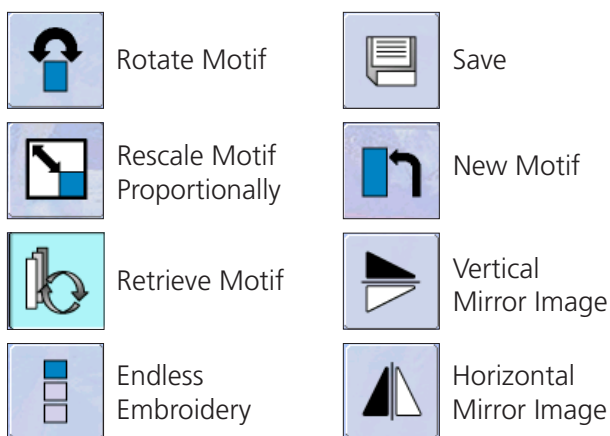 Rotate Motif
Save
Rescale Motif
Proportionally
New Motif
Retrieve Motif
Vertical
Mirror Image
Endless
Embroidery
Horizontal
Mirror Image